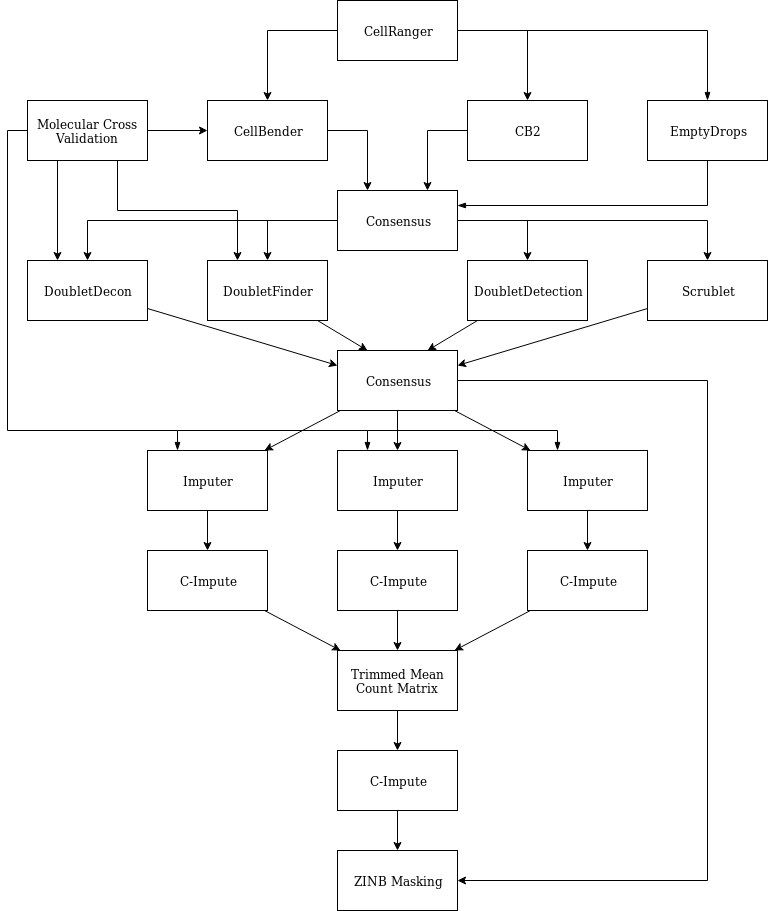 CellRanger
Molecular Cross
Validation
CellBender
CB2
EmptyDrops
Consensus
DoubletDecon
DoubletFinder
DoubletDetection
Scrublet
Consensus
Imputer
Imputer
Imputer
C-Impute
C-Impute
C-Impute
Trimmed Mean
Count Matrix
C-Impute
ZINB Masking